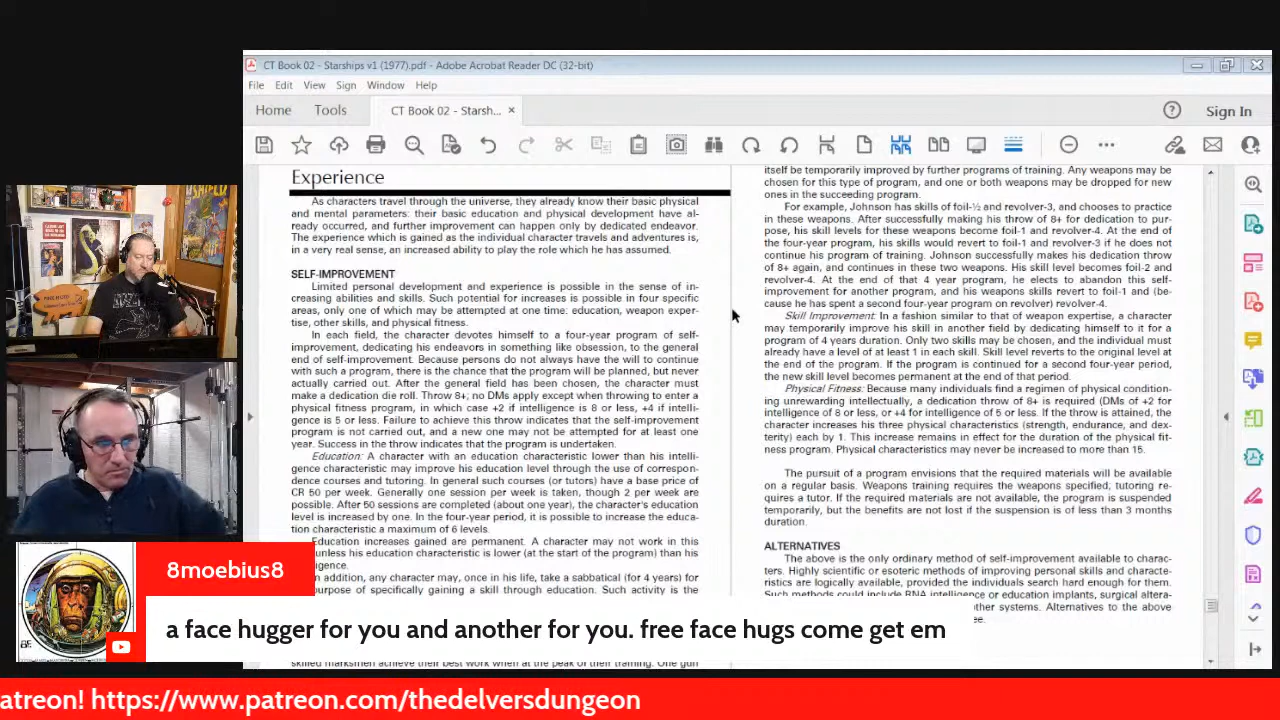 CT Book 02 - Starships v1 (1977).pdf - Adobe Acrobat Reader DC (32-bit)
File Edit View Sign Window Help
Home Tools CT Book 02 - Starsh... × Sign In
Experience
As characters travel through the universe, they already know their basic physical
and mental parameters: their basic education and physical development have al-
ready occurred, and further improvement can happen only by dedicated endeavor.
The experience which is gained as the individual character travels and adventures is,
in a very real sense, an increased ability to play the role which he has assumed.
SELF-IMPROVEMENT
Limited personal development and experience is possible in the sense of in-
creasing abilities and skills. Such potential for increases is possible in four specific
areas, only one of which may be attempted at one time: education, weapon exper-
tise, other skills, and physical fitness.
In each field, the character devotes himself to a four-year program of self-
improvement, dedicating his endeavors in something like obsession, to the general
end of self-improvement. Because persons do not always have the will to continue
with such a program, there is the chance that the program will be planned, but never
actually carried out. After the general field has been chosen, the character must
make a dedication die roll. Throw 8+; no DMs apply except when throwing to enter a
physical fitness program, in which case +2 if intelligence is 8 or less, +4 if intelli-
gence is 5 or less. Failure to achieve this throw indicates that the self-improvement
program is not carried out, and a new one may not be attempted for at least one
year. Success in the throw indicates that the program is undertaken.
Education: A character with an education characteristic lower than his intelli-
gence characteristic may improve his education level through the use of correspon-
dence courses and tutoring. In general such courses (or tutors) have a base price of
CR 50 per week. Generally one session per week is taken, though 2 per week are
possible. After 50 sessions are completed (about one year), the character's education
level is increased by one. In the four-year period, it is possible to increase the educa-
tion characteristic a maximum of 6 levels.
Education increases gained are permanent. A character may not work in this
unless his education characteristic is lower (at the start of the program) than his
ligence.
n addition, any character may, once in his life, take a sabbatical (for 4 years) for
purpose of specifically gaining a skill through education. Such activity is the
skilled marksmen achieve their best work when at the peak of their training. One gun
itself be temporarily improved by further programs of training. Any weapons may be
chosen for this type of program, and one or both weapons may be dropped for new
ones in the succeeding program.
For example, Johnson has skills of foil-½ and revolver-3, and chooses to practice
in these weapons. After successfully making his throw of 8+ for dedication to pur-
pose, his skill levels for these weapons become foil-1 and revolver-4. At the end of
the four-year program, his skills would revert to foil-1 and revolver-3 if he does not
continue his program of training. Johnson successfully makes his dedication throw
of 8+ again, and continues in these two weapons. His skill level becomes foil-2 and
revolver-4. At the end of that 4 year program, he elects to abandon this self-
improvement for another program, and his weapons skills revert to foil-1 and (be-
cause he has spent a second four-year program on revolver) revolver-4.
Skill Improvement: In a fashion similar to that of weapon expertise, a character
may temporarily improve his skill in another field by dedicating himself to it for a
program of 4 years duration. Only two skills may be chosen, and the individual must
already have a level of at least 1 in each skill. Skill level reverts to the original level at
the end of the program. If the program is continued for a second four-year period,
the new skill level becomes permanent at the end of that period.
Physical Fitness: Because many individuals find a regimen of physical condition-
ing unrewarding intellectually, a dedication throw of 8+ is required (DMs of +2 for
intelligence of 8 or less, or +4 for intelligence of 5 or less. If the throw is attained, the
character increases his three physical characteristics (strength, endurance, and dex-
terity) each by 1. This increase remains in effect for the duration of the physical fit-
ness program. Physical characteristics may never be increased to more than 15.
The pursuit of a program envisions that the required materials will be available
on a regular basis. Weapons training requires the weapons specified; tutoring re-
quires a tutor. If the required materials are not available, the program is suspended
temporarily, but the benefits are not lost if the suspension is of less than 3 months
duration.
ALTERNATIVES
The above is the only ordinary method of self-improvement available to charac-
ters. Highly scientific or esoteric methods of improving personal skills and characte-
ristics are logically available, provided the individuals search hard enough for them.
Such methods could include RNA intelligence or education implants, surgical altera-
other systems. Alternatives to the above
ee.
8moebius8
a face hugger for you and another for you. free face hugs come get em
atreon! https://www.patreon.com/thedelversdungeon